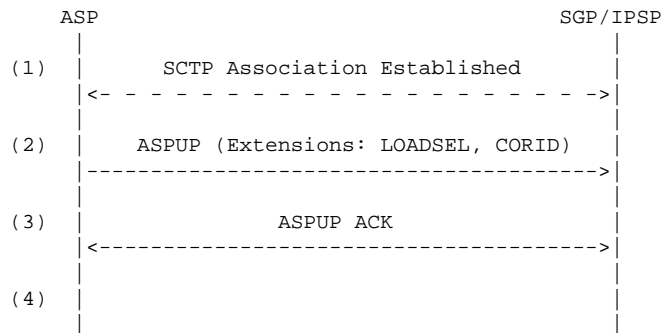 ASP SGP/IPSP
(1) SCTP Association Established
(2) ASPUP (Extensions: LOADSEL, CORID)
(3) ASPUP ACK
(4)